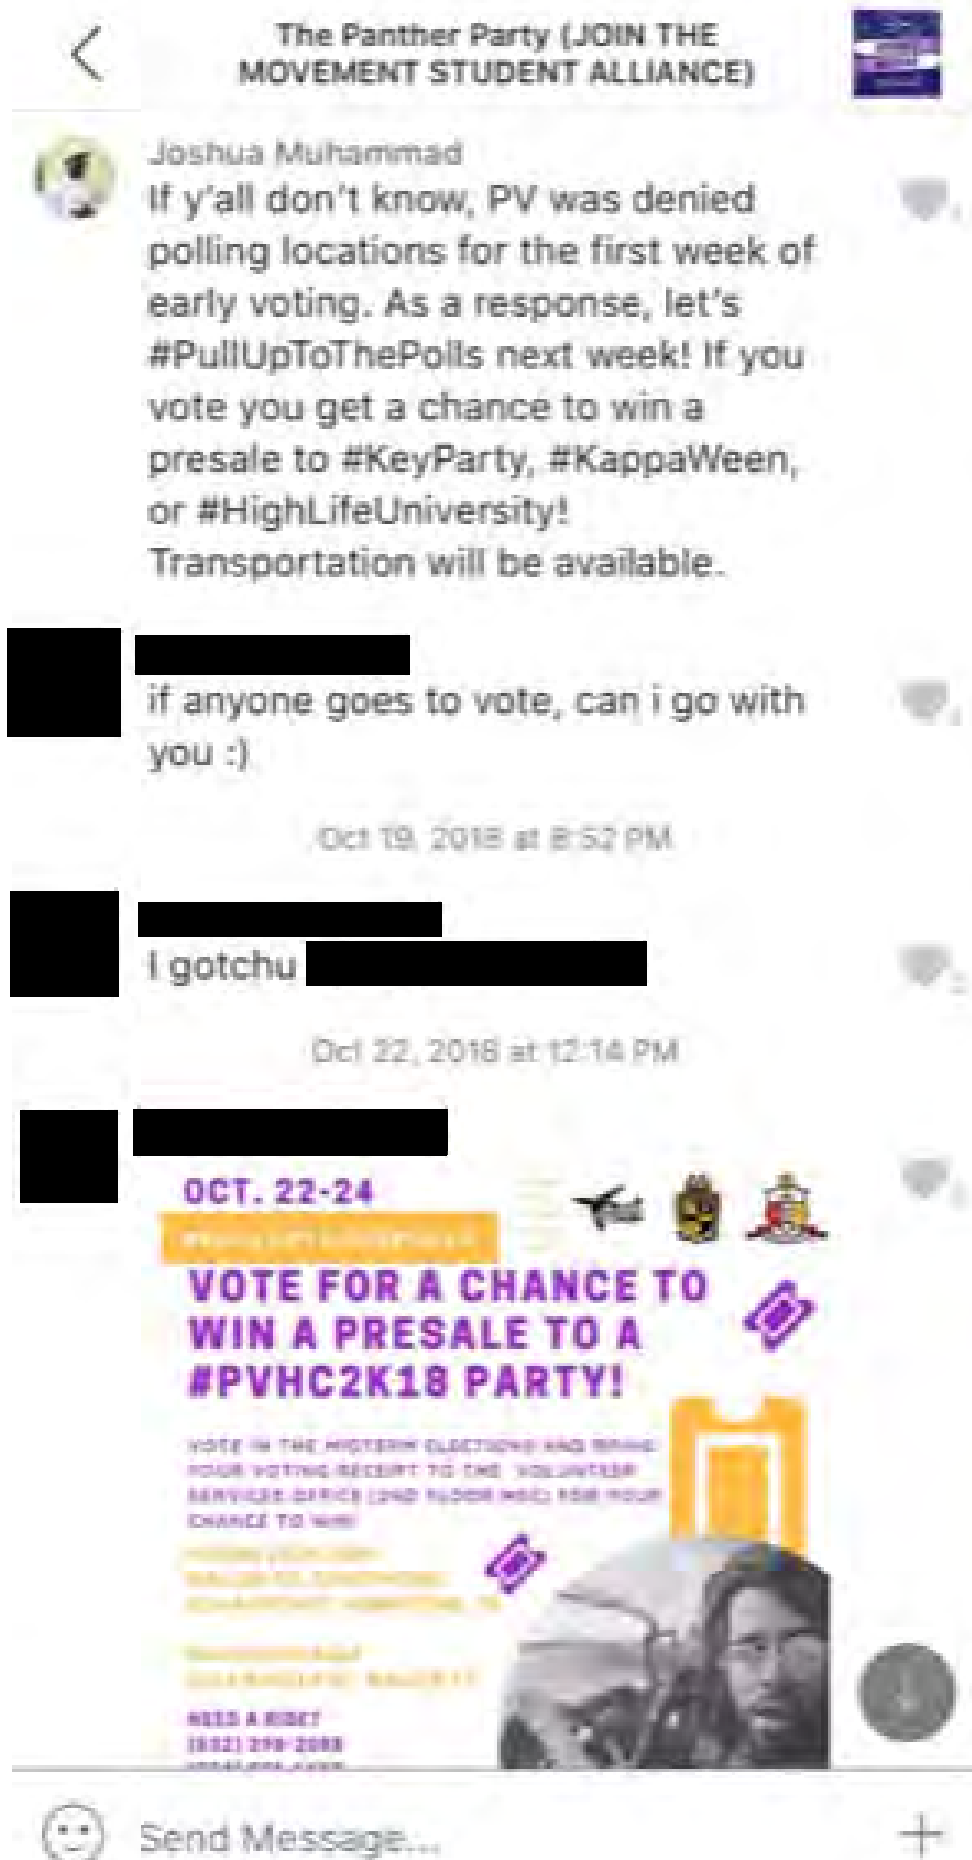 The Panther Party (JOIN THE
MOVEMENT STUDENT ALLIANCE)
Joshua Muhammad
If y'all don't know, PV was denied
polling locations for the first week of
early voting. As a response, let's
#PullUpToThePolls next week! If you
vote you get a chance to win a
presale to #KeyParty, #KappaWeen,
or #HighLifeUniversity!
Transportation will be available.
if anyone goes to vote, can i go with
you :)
Oct 19, 2018 at 8:52 PM
I gotchu
Oct 22, 2018 at 12:14 PM
OCT. 22-24
VOTE FOR A CHANCE TO
WIN A PRESALE TO A
#PVHC2K18 PARTY!
VOTE IN THE MIDTERM ELECTIONS AND BRING
YOUR VOTING RECEIPT TO THE VOLUNTEER
SERVICES OFFICE (2ND FLOOR MSC) FOR YOUR
CHANCE TO WIN!
NEED A RIDE?
Send Message...